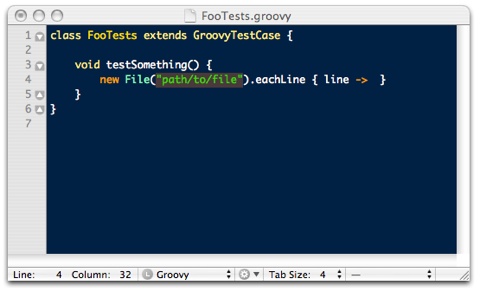 FooTests.groovy
1 class FooTests extends GroovyTestCase {
2
3     void testSomething() {
4         new File("path/to/file").eachLine { line ->  }
5     }
6 }
7
Line: 4 Column: 32 L Groovy Tab Size: 4 —